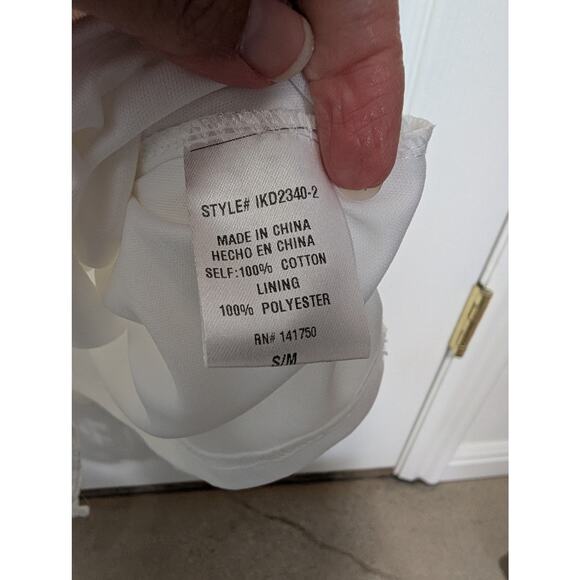 STYLE# IKD2340-2
MADE IN CHINA
HECHO EN CHINA
SELF:100% COTTON
LINING
100% POLYESTER
RN# 141750
S/M